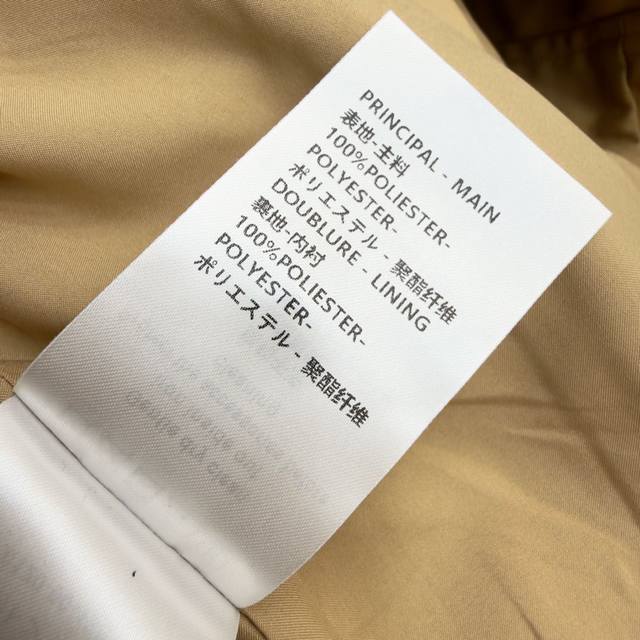 PRINCIPAL - MAIN
表地-主料
100%POLIESTER-
POLYESTER-
ポリエステル - 聚酯纤维
DOUBLURE - LINING
裏地-内衬
100%POLIESTER-
POLYESTER-
ポリエステル - 聚酯纤维